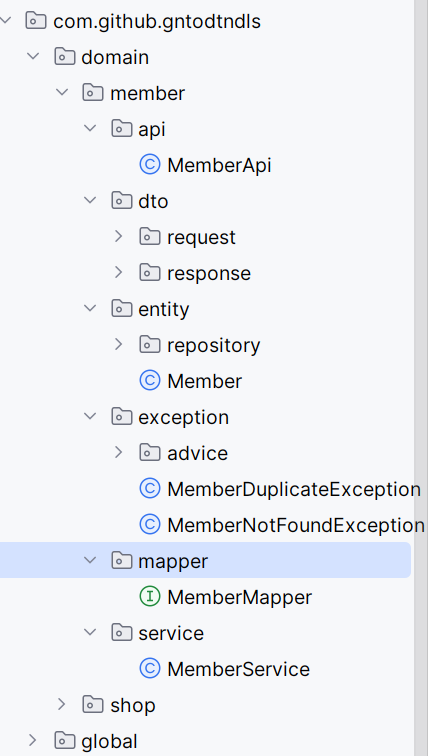 com.github.gntodtndls
domain
member
api
MemberApi
dto
request
response
entity
repository
Member
exception
advice
MemberDuplicateException
MemberNotFoundException
mapper
MemberMapper
service
MemberService
shop
global